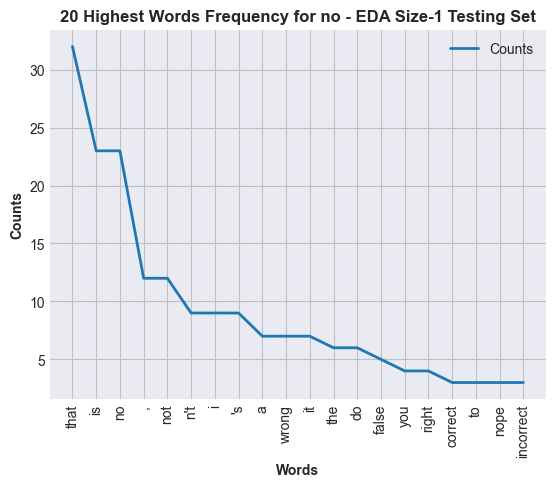 20 Highest Words Frequency for no - EDA Size-1 Testing Set
Counts
30
25
20
15
10
5
Counts
that
is
no
,
not
n't
i
's
a
wrong
it
the
do
false
you
right
correct
to
nope
incorrect
Words